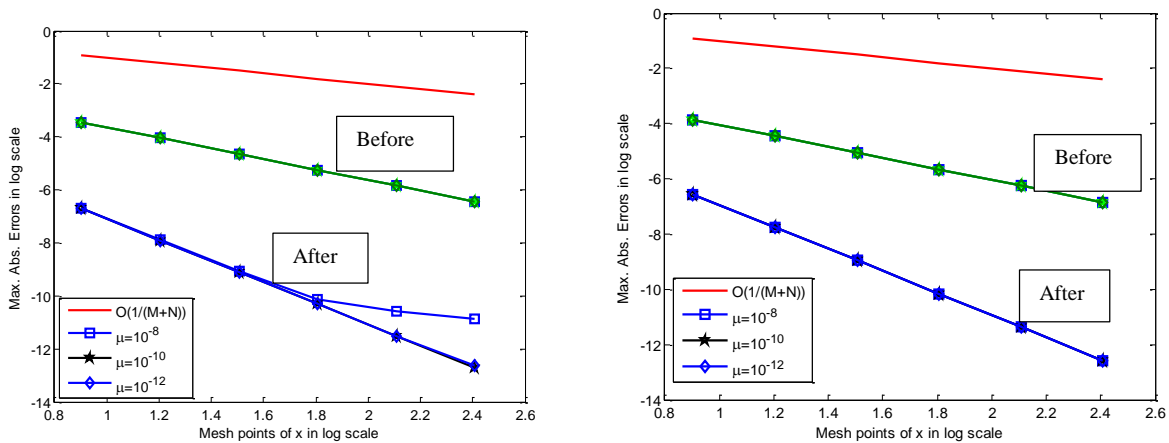 0
-2
-4
-6
-8
-10
-12
-14
Max. Abs. Errors in log scale
Before
After
O(1/(M+N))
μ=10^-8
μ=10^-10
μ=10^-12
0.8 1 1.2 1.4 1.6 1.8 2 2.2 2.4 2.6
Mesh points of x in log scale
0
-2
-4
-6
-8
-10
-12
-14
Max. Abs. Errors in log scale
Before
After
O(1/(M+N))
μ=10^-8
μ=10^-10
μ=10^-12
0.8 1 1.2 1.4 1.6 1.8 2 2.2 2.4 2.6
Mesh points of x in log scale